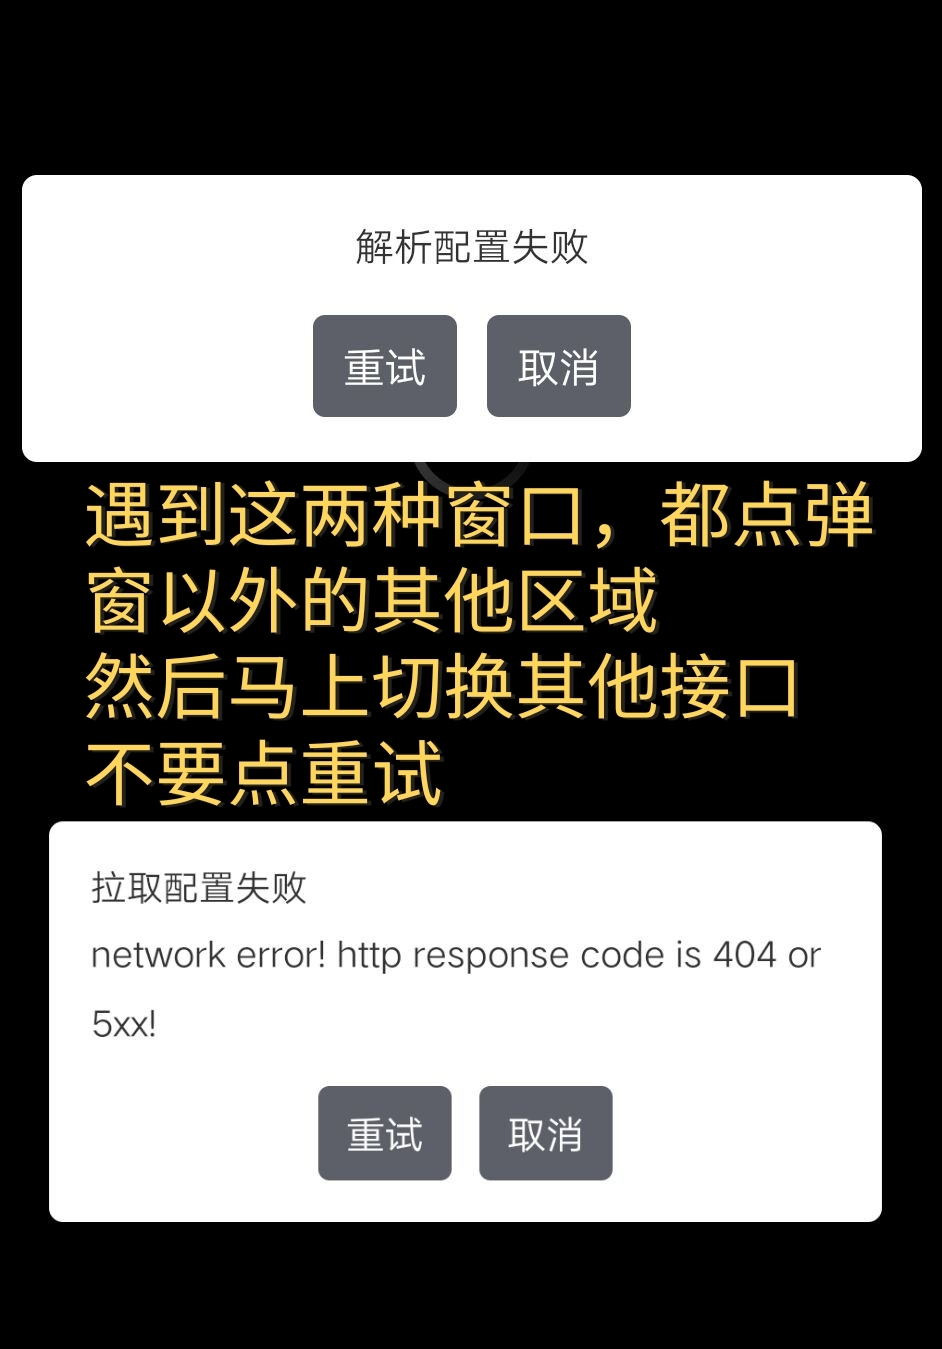 解析配置失败
重试 取消
遇到这两种窗口，都点弹
窗以外的其他区域
然后马上切换其他接口
不要点重试
拉取配置失败
network error! http response code is 404 or
5xx!
重试 取消